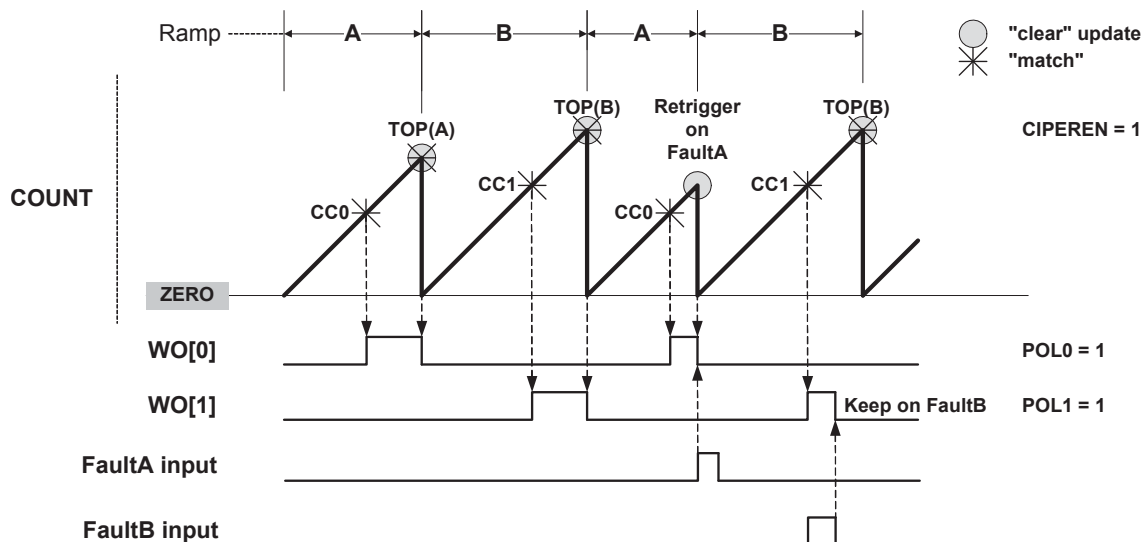 Ramp
A
B
A
B
"clear" update
"match"
TOP(A)
TOP(B)
Retrigger
on
FaultA
TOP(B)
CIPEREN = 1
COUNT
CC0
CC1
CC0
CC1
ZERO
WO[0]
POL0 = 1
WO[1]
Keep on FaultB
POL1 = 1
FaultA input
FaultB input